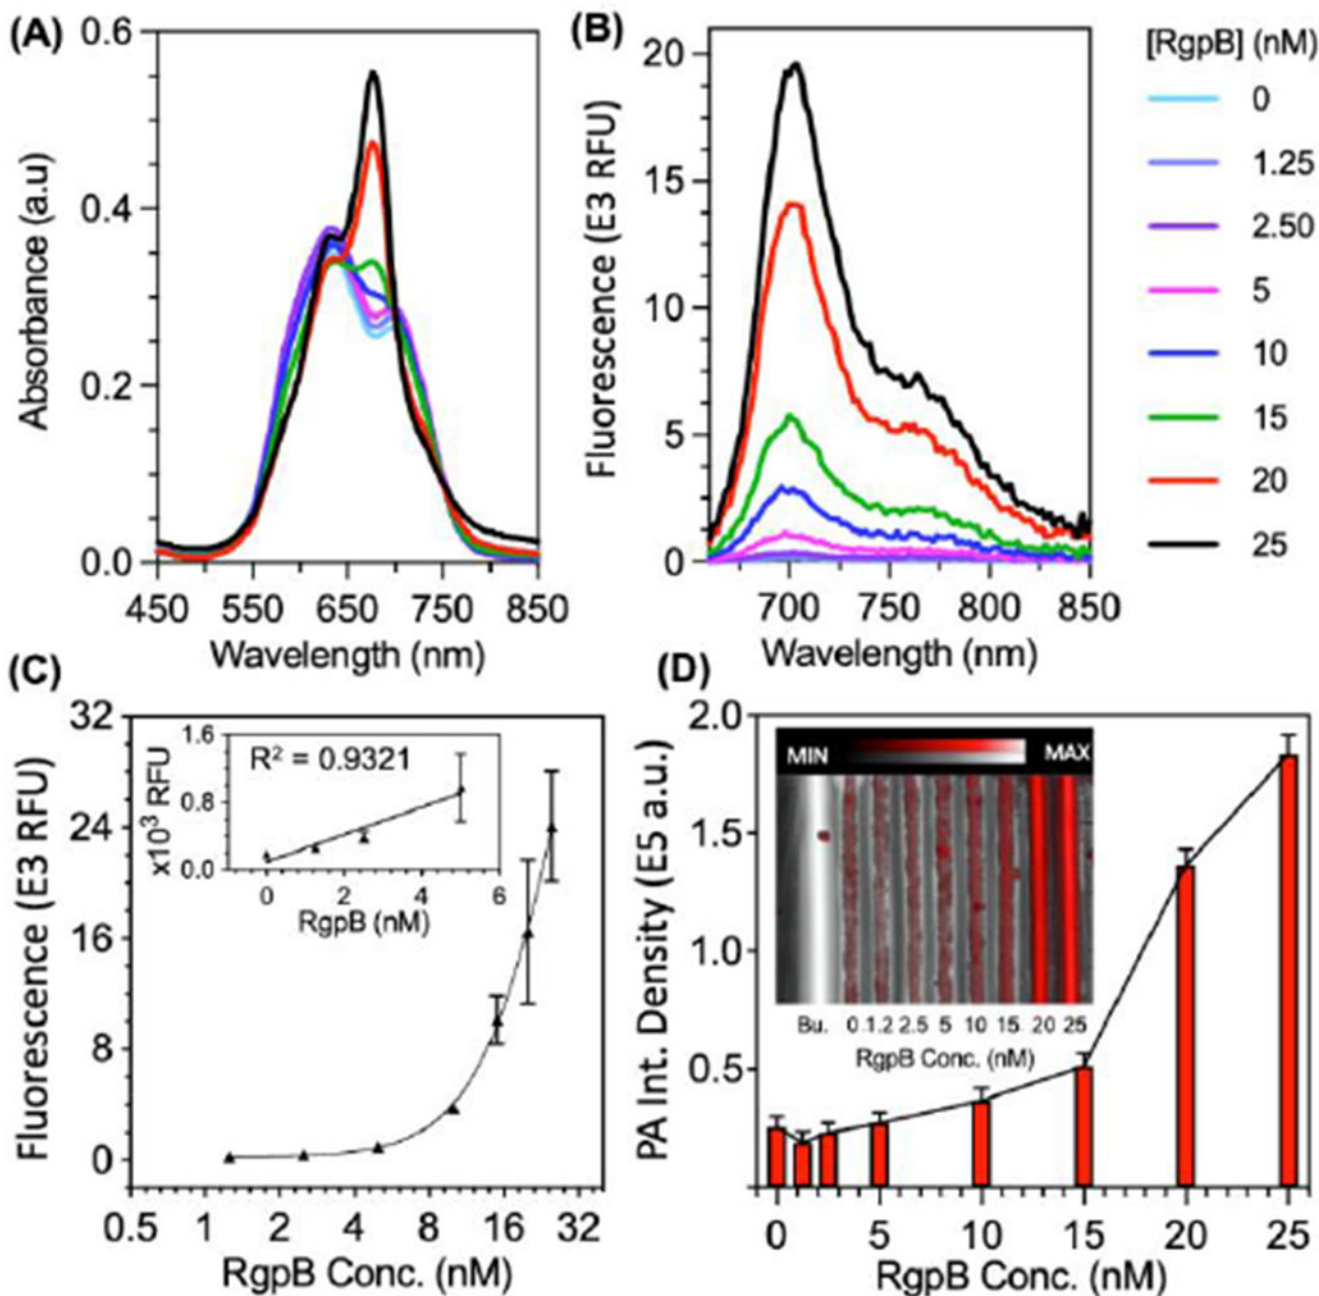 (A)
0.6
0.4
0.2
0.0
Absorbance (a.u)
450 550 650 750 850
Wavelength (nm)
(B)
20
15
10
5
0
Fluorescence (E3 RFU)
700 750 800 850
Wavelength (nm)
[RgpB] (nM)
0
1.25
2.50
5
10
15
20
25
(C)
32
24
16
8
0
Fluorescence (E3 RFU)
0.5 1 2 4 8 16 32
RgpB Conc. (nM)
R² = 0.9321
1.6
0.8
0.0
x10³ RFU
0 2 4 6
RgpB (nM)
(D)
2.0
1.5
1.0
0.5
PA Int. Density (E5 a.u.)
0 5 10 15 20 25
RgpB Conc. (nM)
MIN MAX
Bu. 0.1.2 2.5 5 10 15. 20 25
RgpB Conc. (nM)